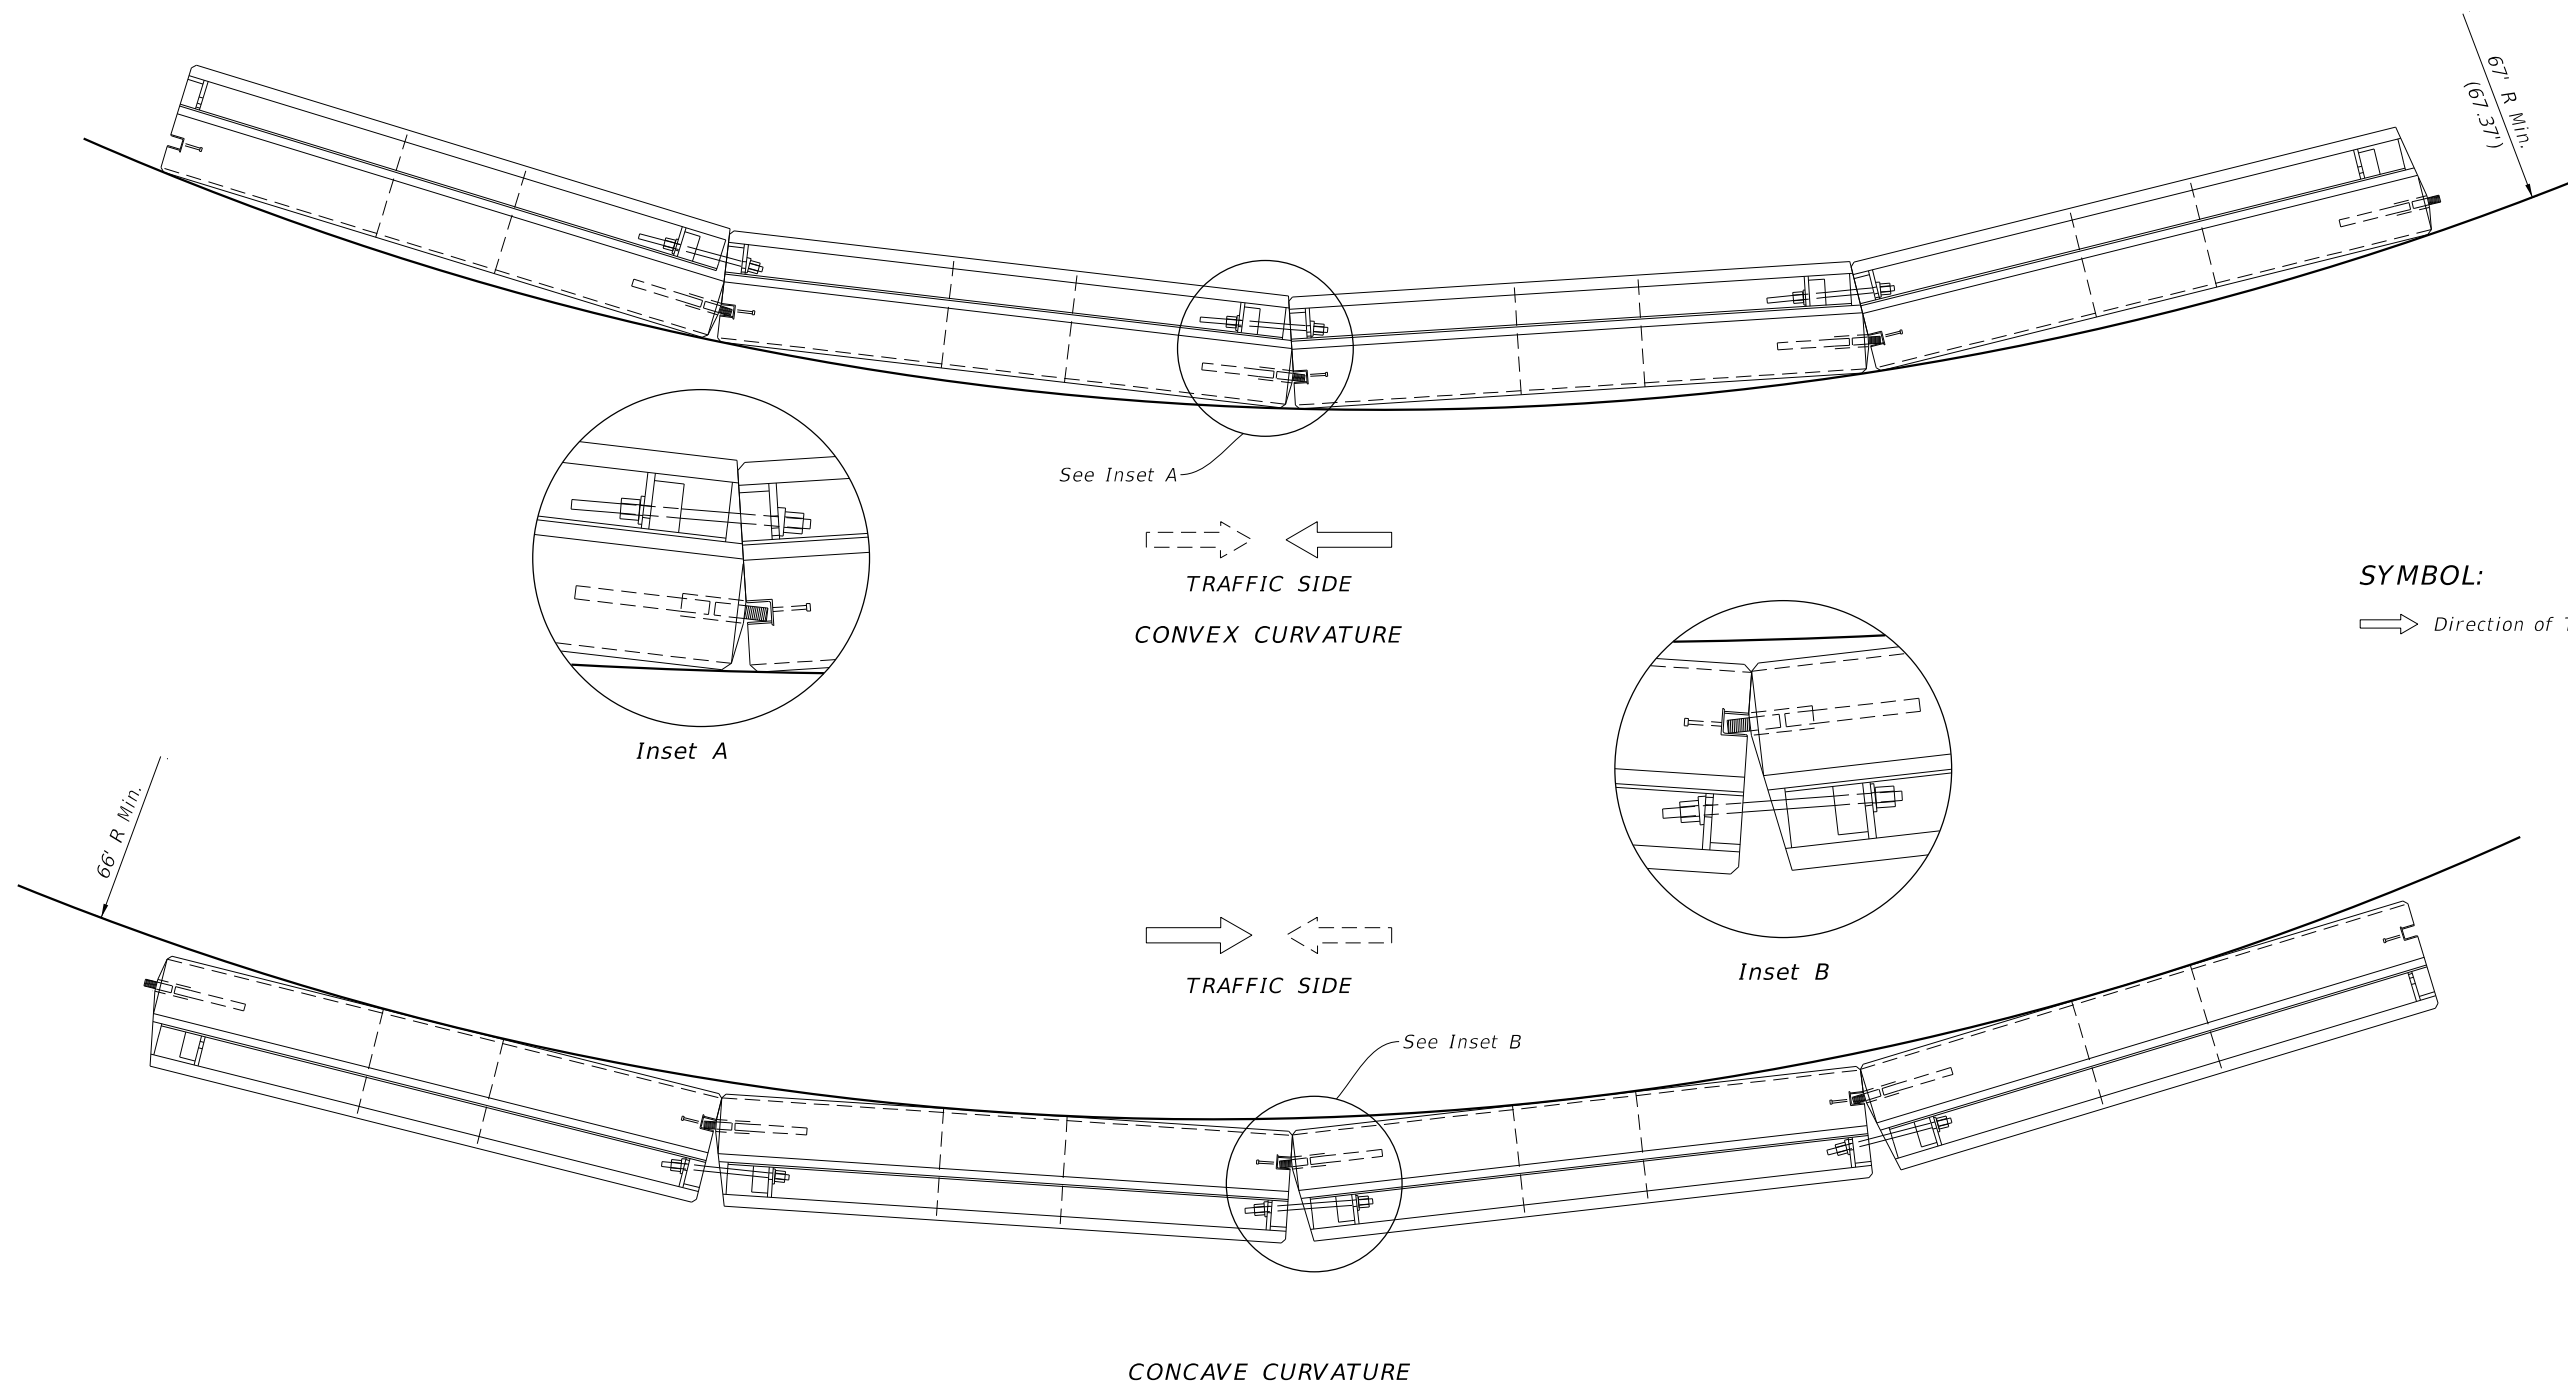 67' R Min.
(67.37')
See Inset A
TRAFFIC SIDE
CONVEX CURVATURE
SYMBOL:
Direction of
Inset A
66' R Min.
Inset B
TRAFFIC SIDE
See Inset B
CONCAVE CURVATURE